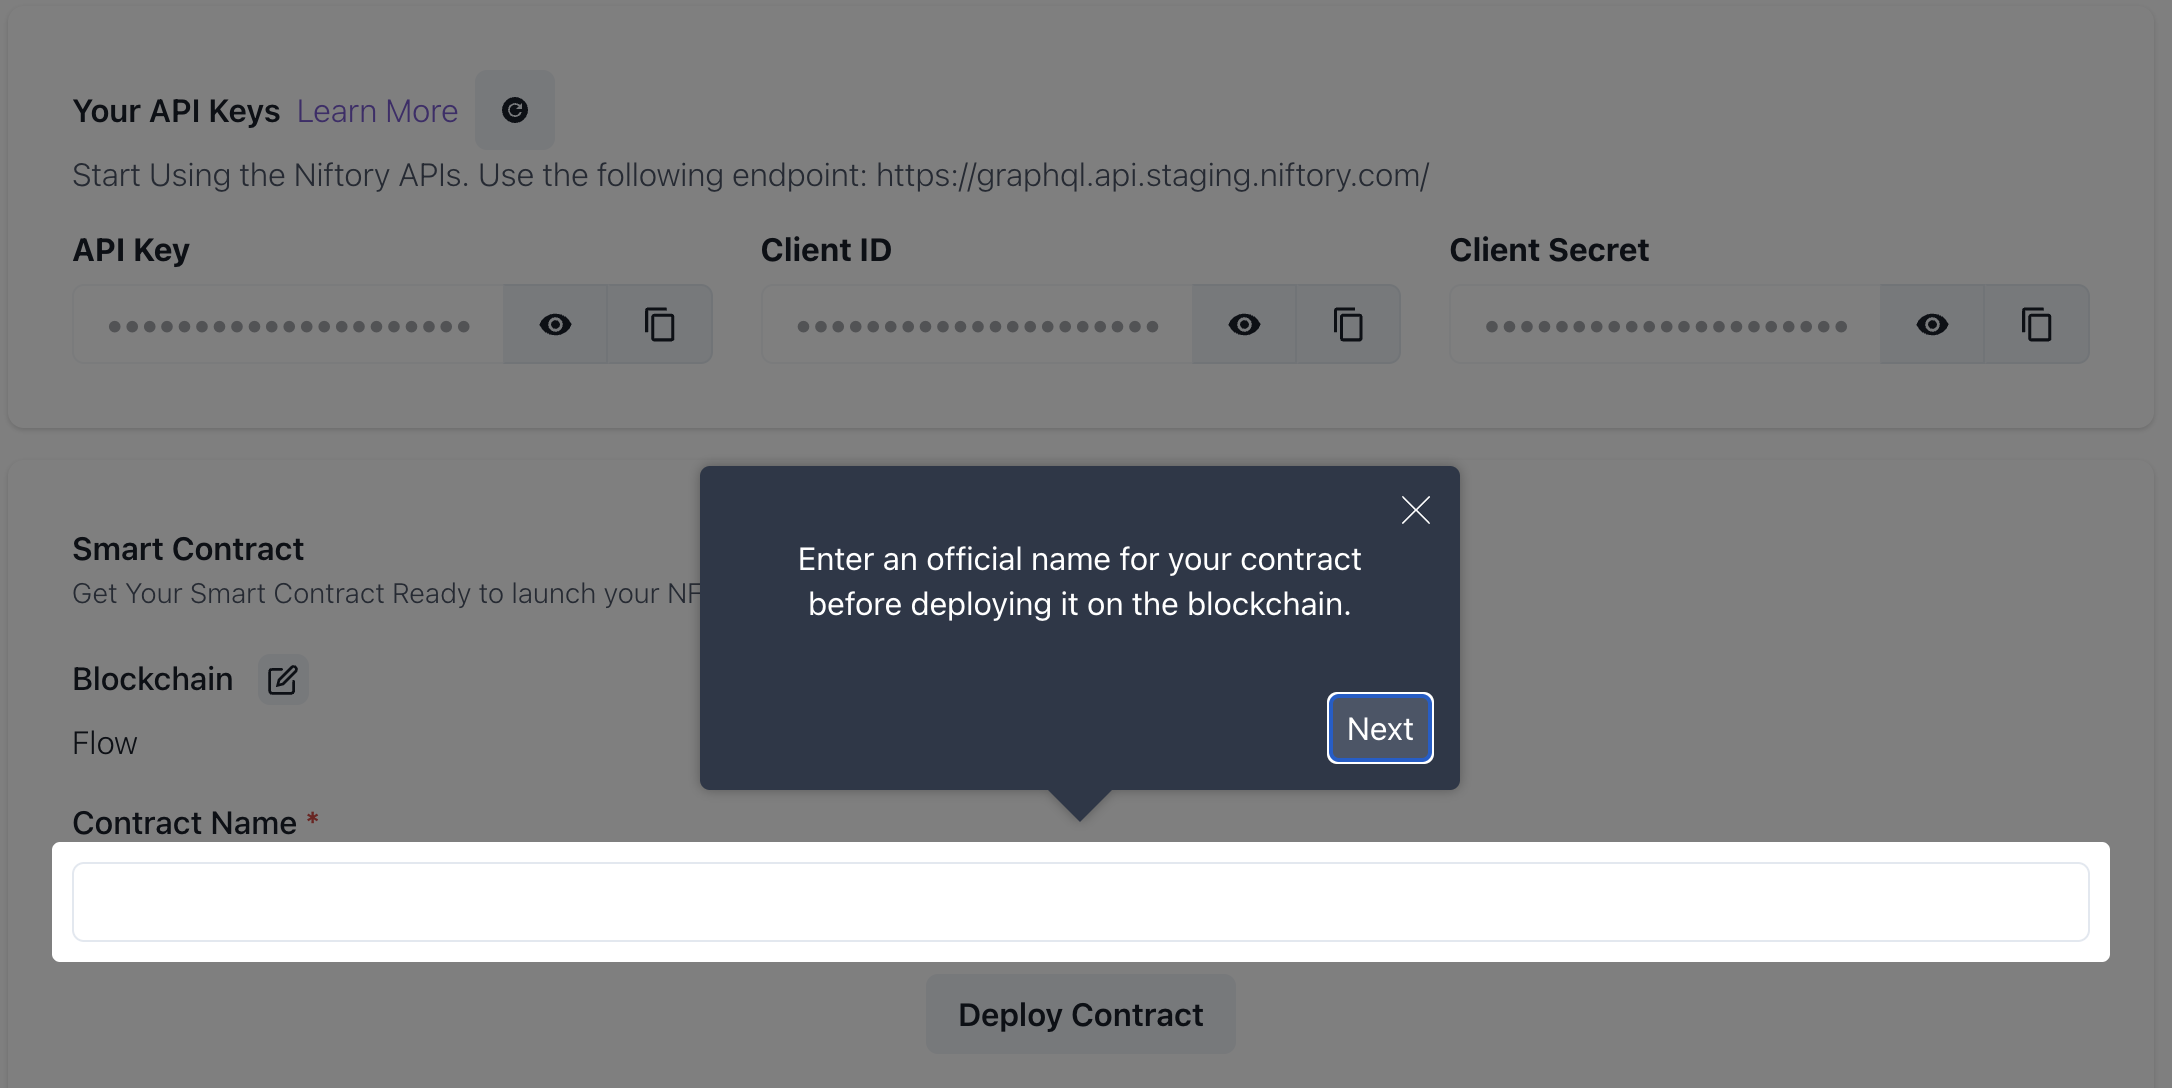 Your API Keys Learn More
Start Using the Niftory APIs. Use the following endpoint: https://graphql.api.staging.niftory.com/
API Key
Client ID
Client Secret
Enter an official name for your contract
before deploying it on the blockchain.
Next
Smart Contract
Get Your Smart Contract Ready to launch your NF
Blockchain
Flow
Contract Name *
Deploy Contract